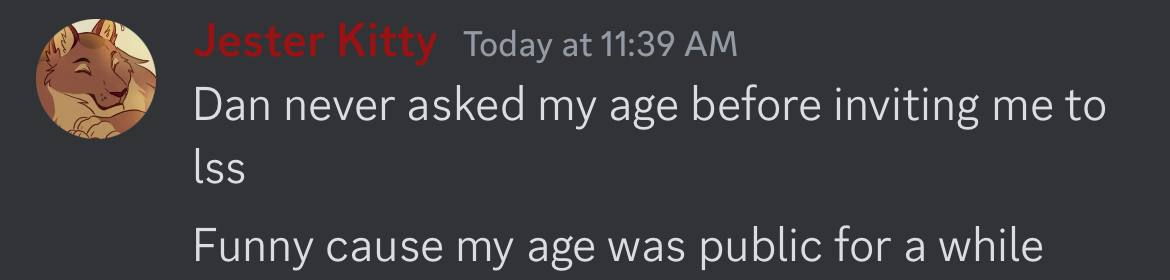 Jester Kitty Today at 11:39 AM
Dan never asked my age before inviting me to
lss
Funny cause my age was public for a while